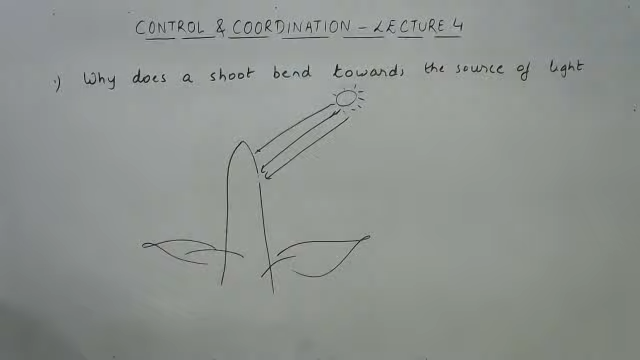 CONTROL & COORDINATION - LECTURE 4
·) Why does a shoot bend towards the source of light